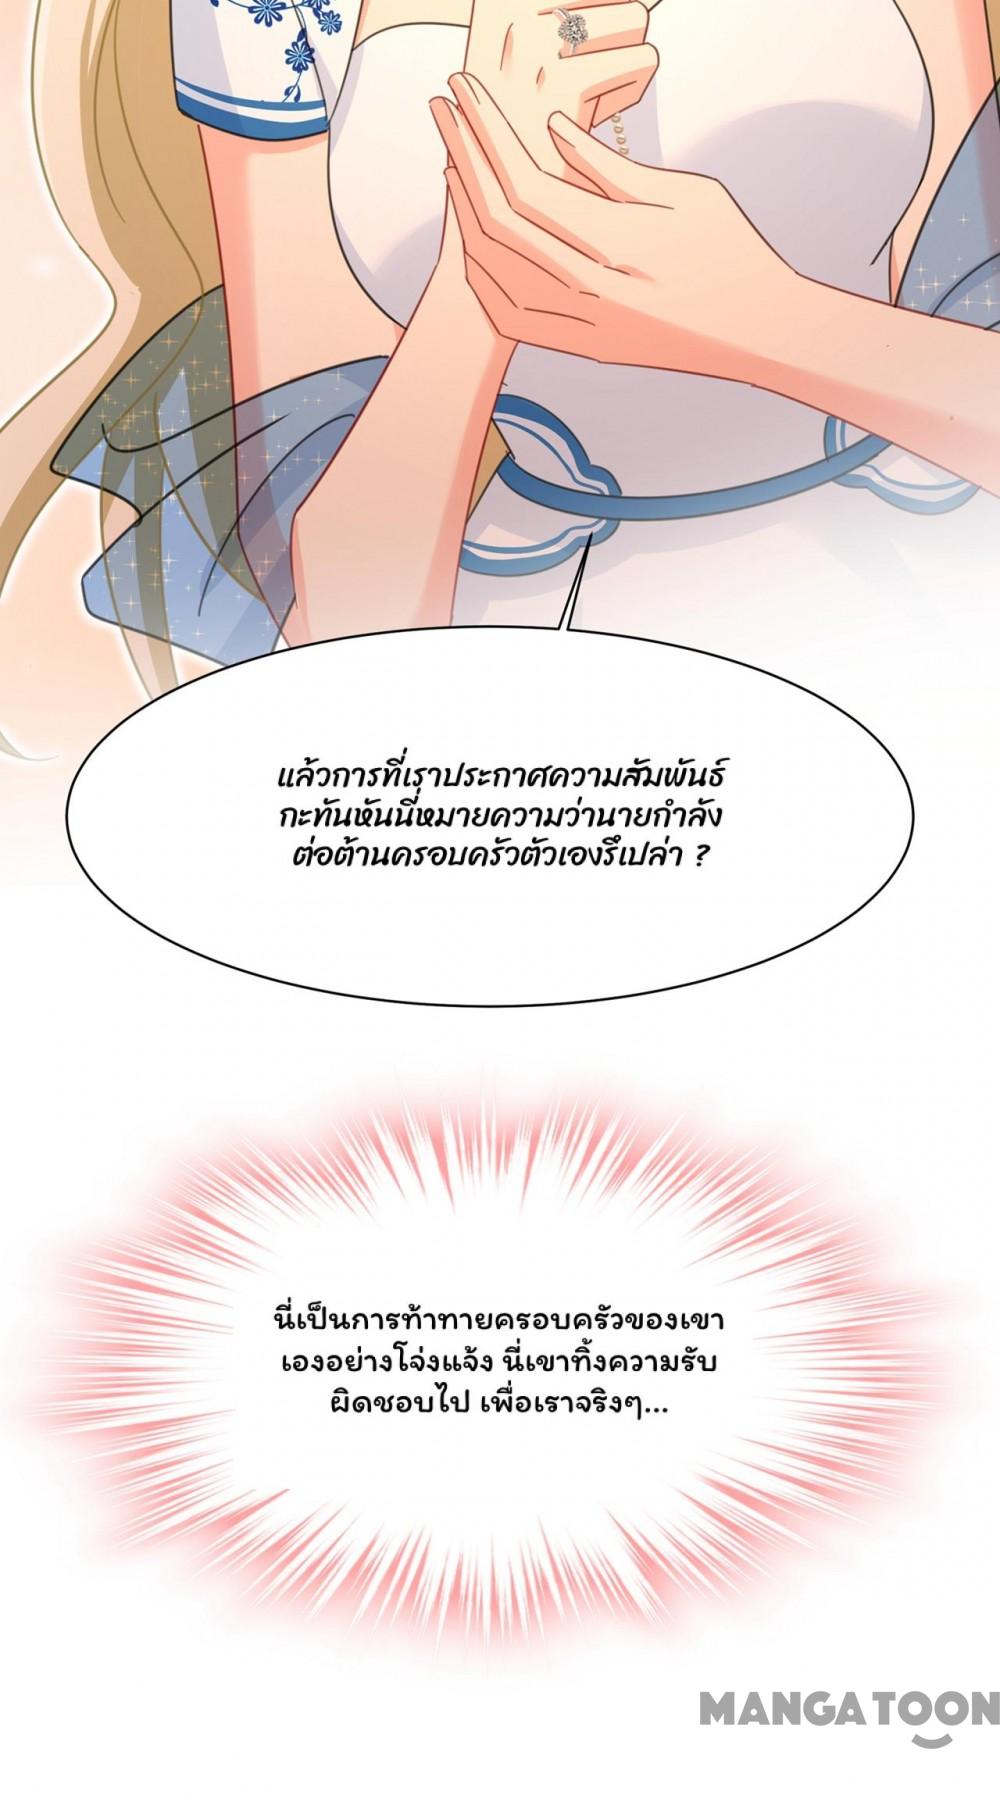 แล้วการที่เราประกาศความสัมพันธ์
กะทันหันนี่หมายความว่านายกำลัง
ต่อต้านครอบครัวตัวเองรึเปล่า ?
นี่เป็นการท้าทายครอบครัวของเขา
เองอย่างโจ่งแจ้ง นี่เขาทิ้งความรับ
ผิดชอบไป เพื่อเราจริงๆ...
MANGATOON